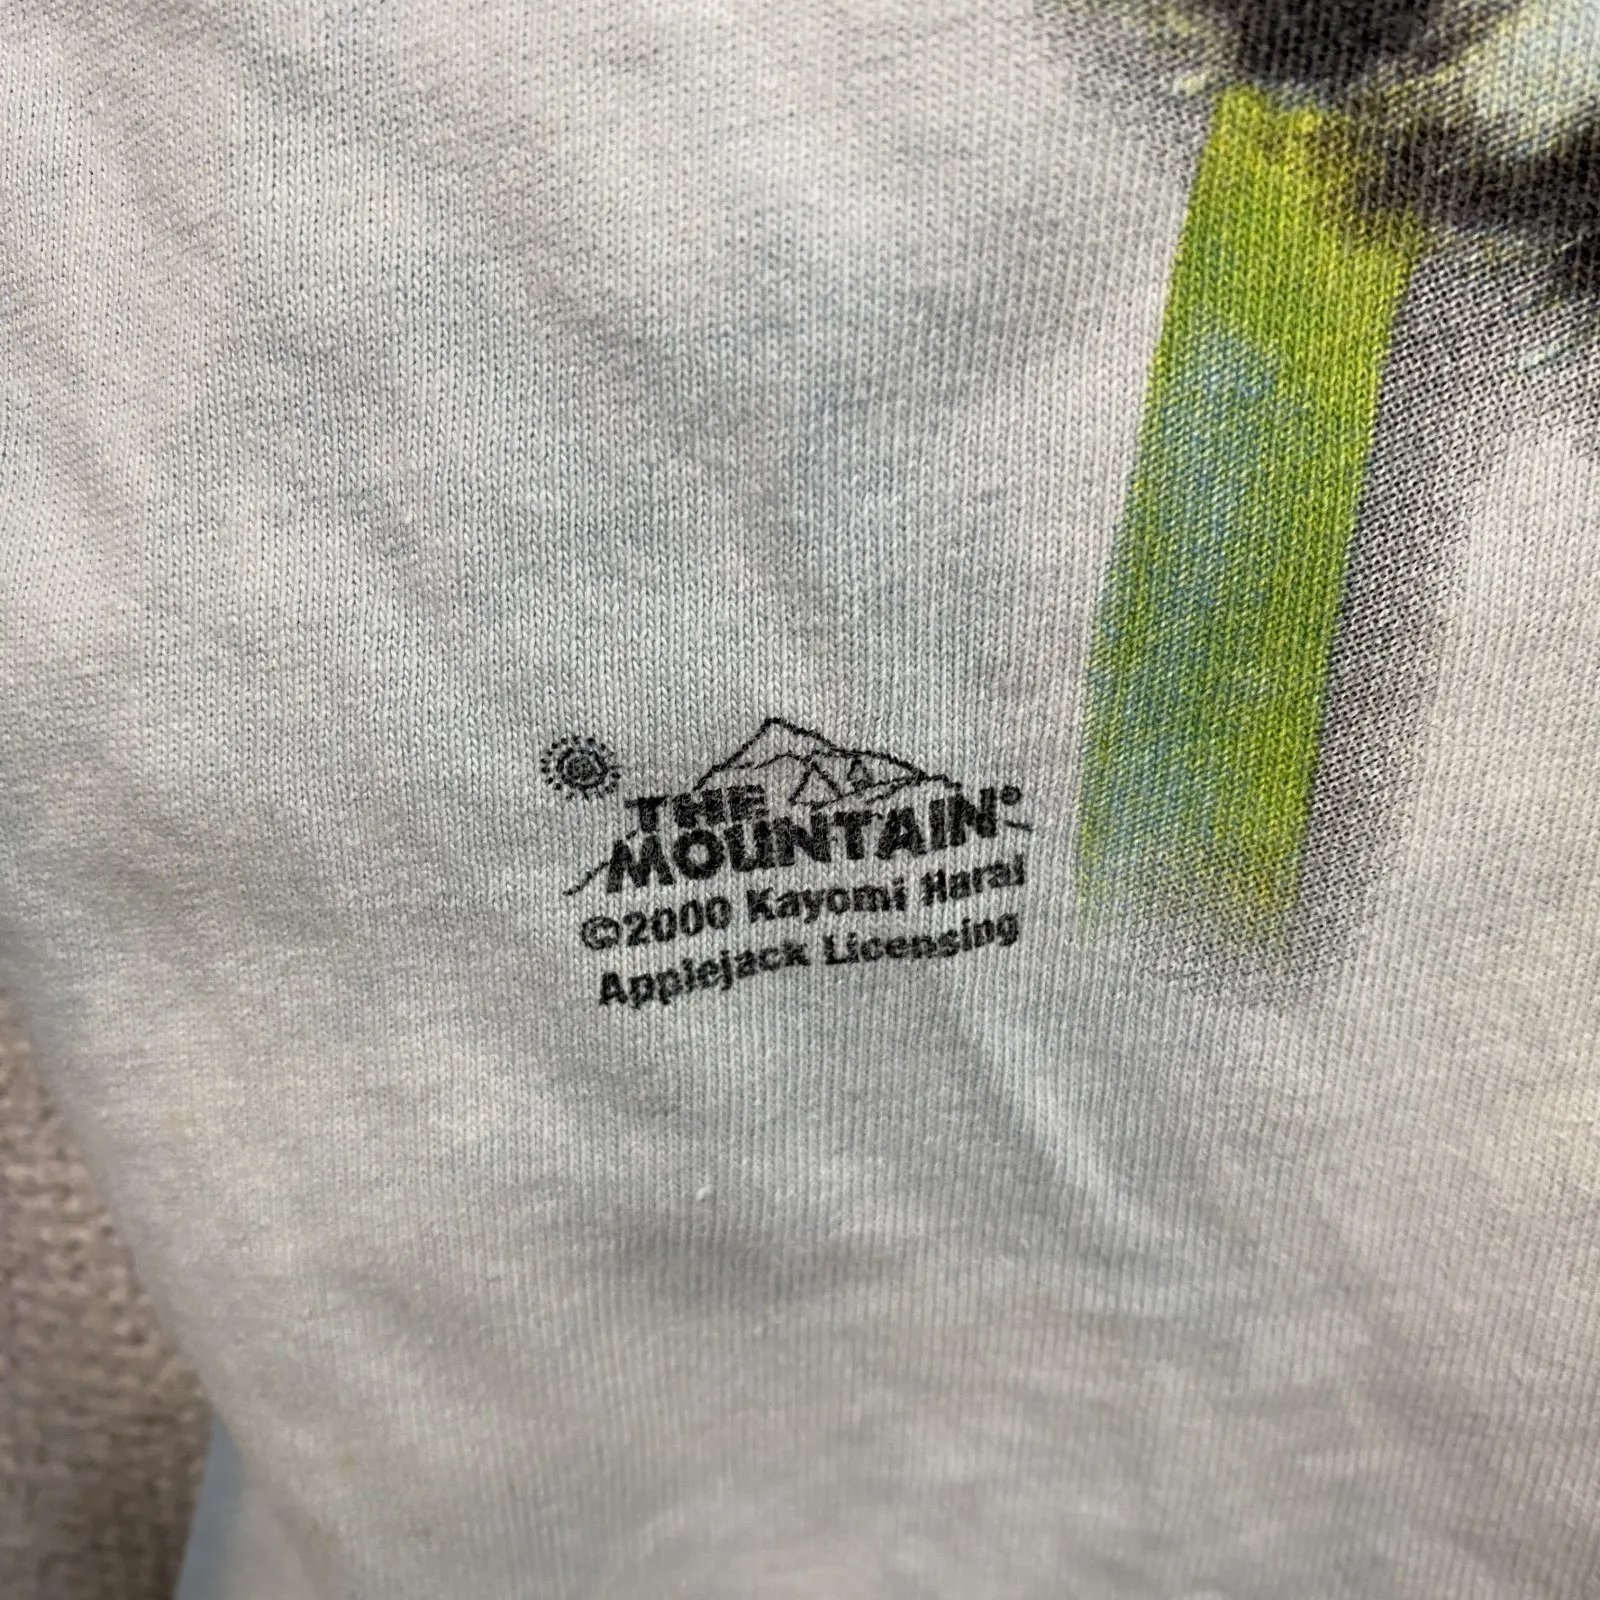 THE
MOUNTAIN®
©2000 Kayomi Harai
Applejack Licensing